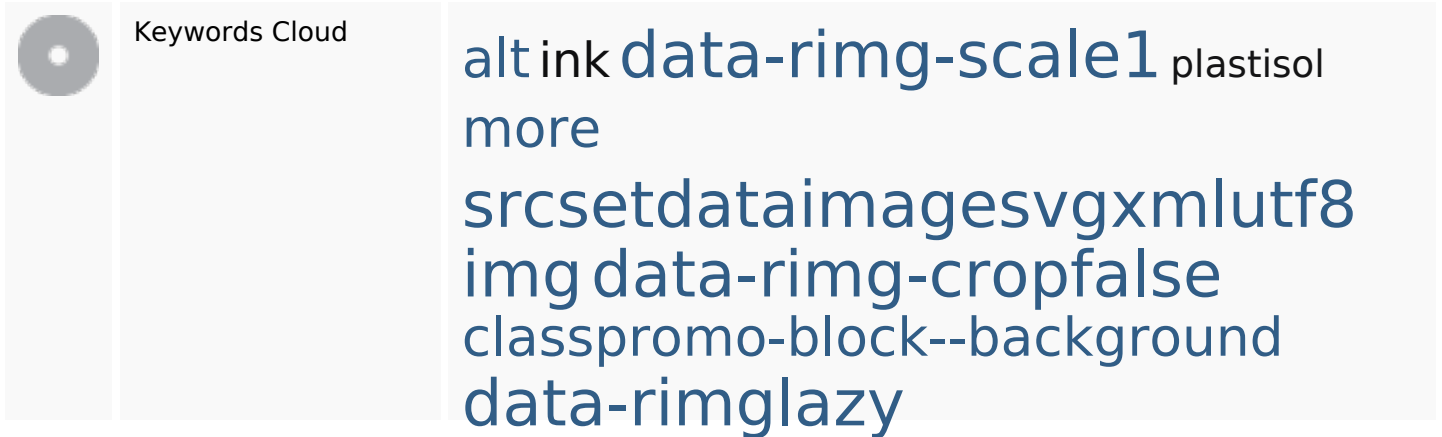 Keywords Cloud
alt ink data-rimg-scale1 plastisol
more
srcsetdataimagesvgxmlutf8
img data-rimg-cropfalse
classpromo-block--background
data-rimglazy